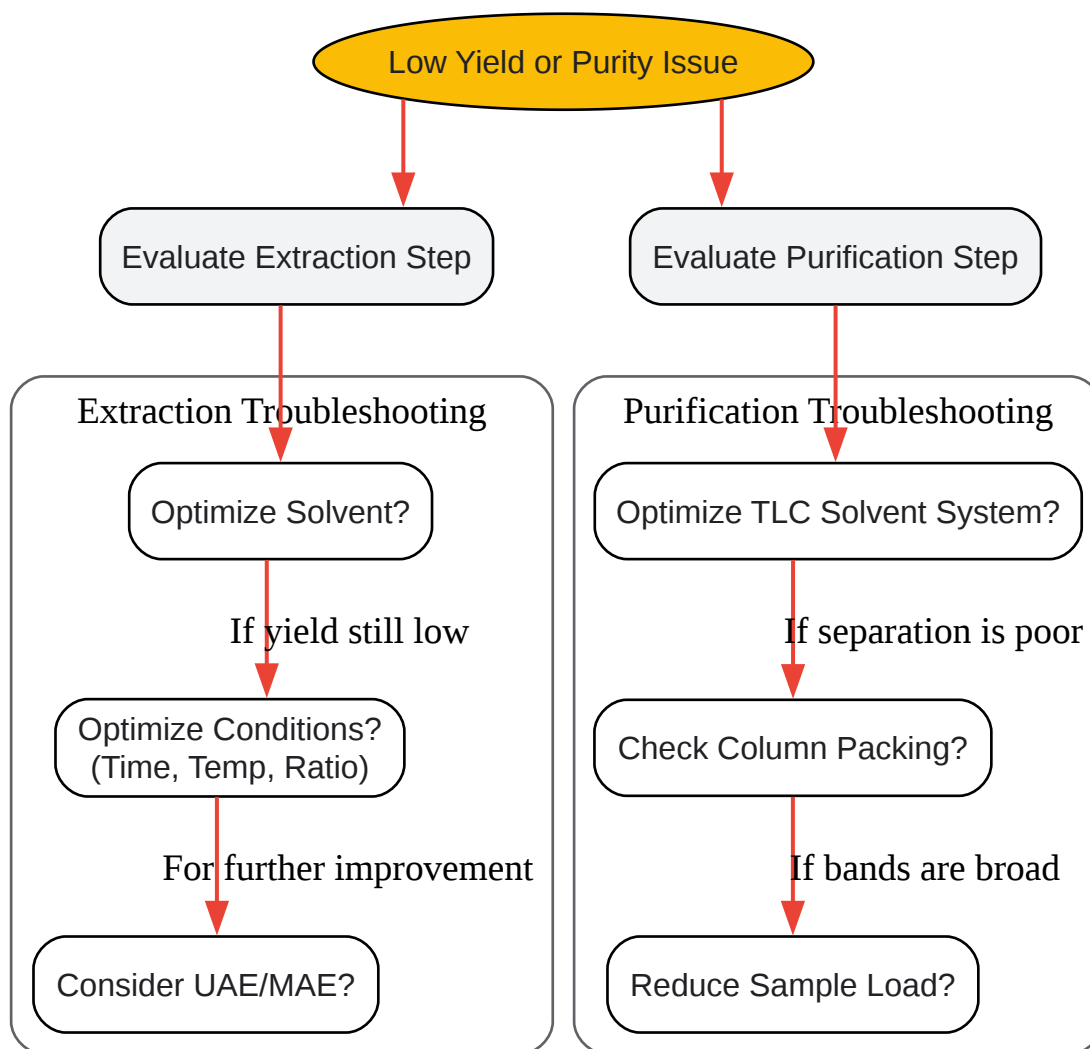 Low Yield or Purity Issue
Evaluate Extraction Step
Evaluate Purification Step
Extraction Troubleshooting
Optimize Solvent?
If yield still low
Optimize Conditions?
(Time, Temp, Ratio)
For further improvement
Consider UAE/MAE?
Purification Troubleshooting
Optimize TLC Solvent System?
If separation is poor
Check Column Packing?
If bands are broad
Reduce Sample Load?